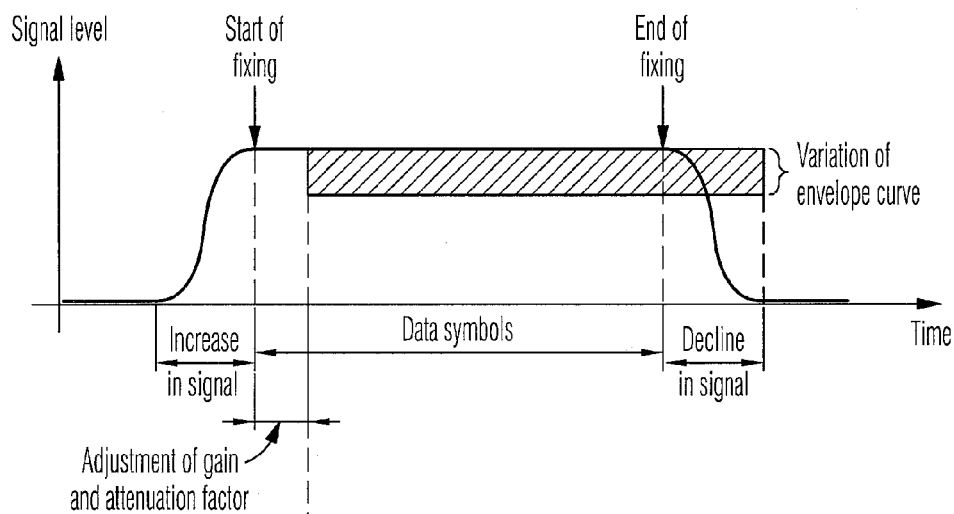 Signal level
Start of
fixing
End of
fixing
Variation of
envelope curve
Time
Increase
in signal
Data symbols
Decline
in signal
Adjustment of gain
and attenuation factor